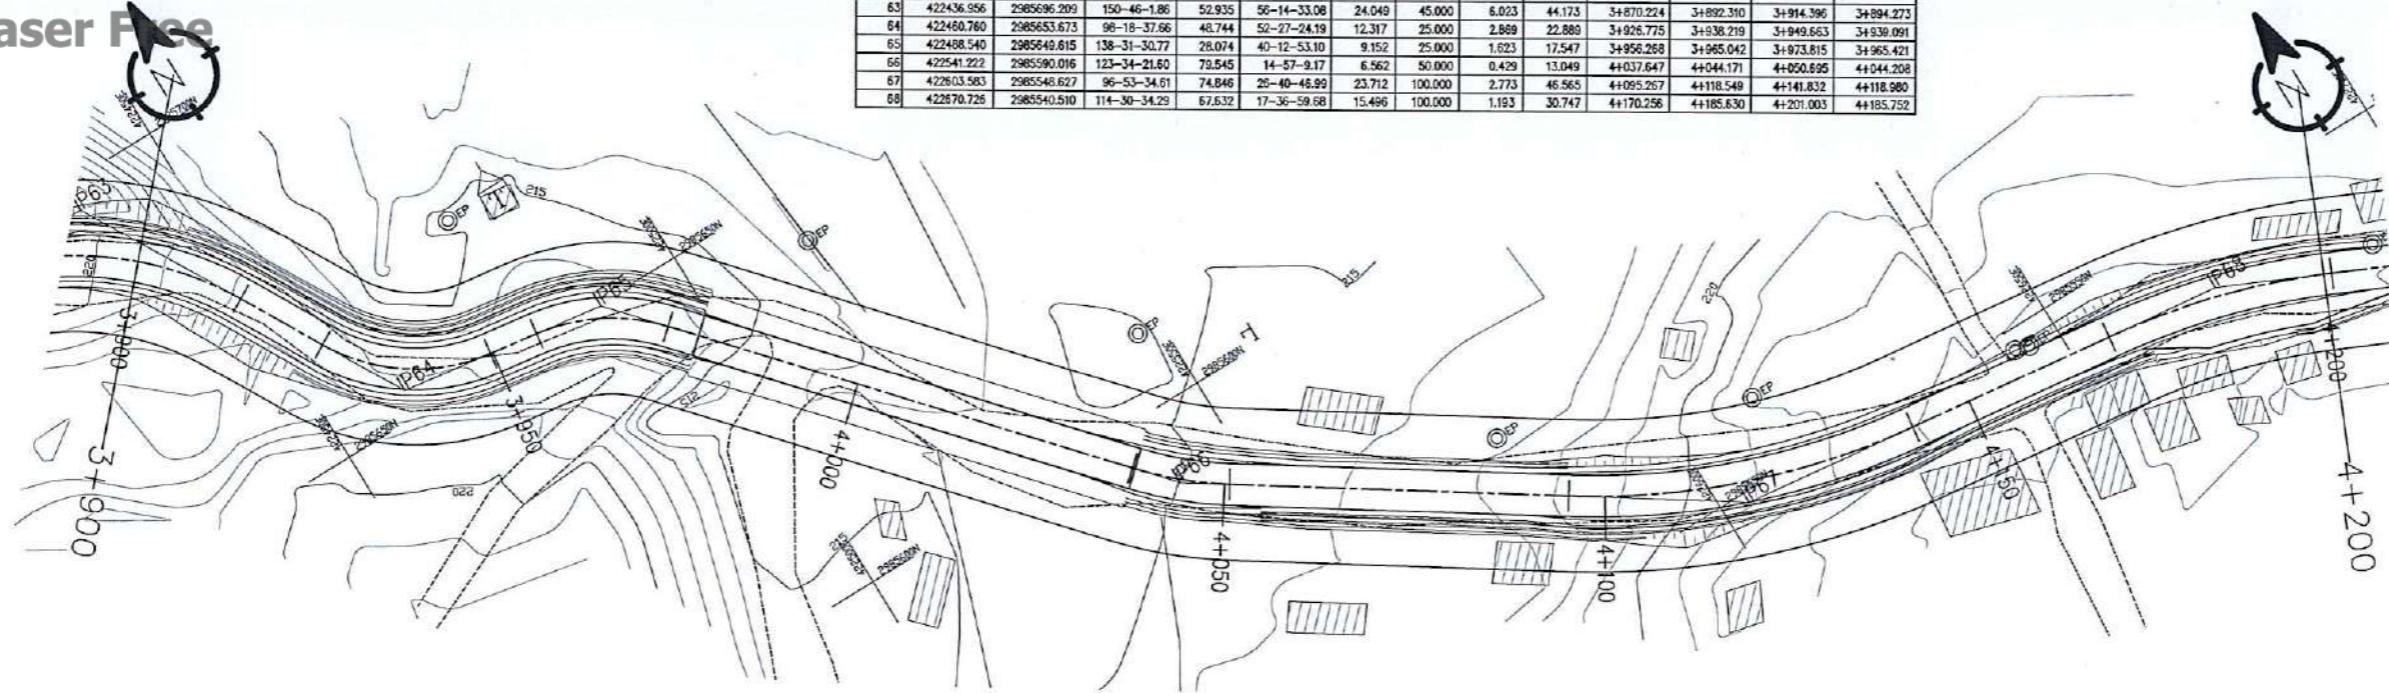 aser Free
63 422436.956 2985696.209 150-46-1.86 52.935 56-14-33.08 24.049 45.000 6.023 44.173 3+870.224 3+892.310 3+914.396 3+894.273
64 422460.760 2985653.673 98-18-37.66 48.744 52-27-24.19 12.317 25.000 2.869 22.889 3+926.775 3+938.219 3+949.663 3+939.091
65 422488.540 2985649.615 138-31-30.77 28.074 40-12-53.10 9.152 25.000 1.623 17.547 3+956.268 3+965.042 3+973.815 3+965.421
66 422541.222 2985590.016 123-34-21.60 79.545 14-57-9.17 6.562 50.000 0.429 13.049 4+037.647 4+044.171 4+050.695 4+044.208
67 422603.583 2985548.627 96-53-34.61 74.846 26-40-46.99 23.712 100.000 2.773 46.565 4+095.267 4+118.549 4+141.832 4+118.980
68 422670.726 2985540.510 114-30-34.29 67.632 17-36-59.68 15.496 100.000 1.193 30.747 4+170.256 4+185.630 4+201.003 4+185.752
N
N
IP63
220
3+900
3+900
EP
T
215
IP64
IP65
2985650N
3+950
2985650N
220
215
EP
4+000
2985600N
EP
215
2985600N
4+050
EP
220
4+100
IP67
EP
4+150
EP
2985550N
IP68
4+200
4+200